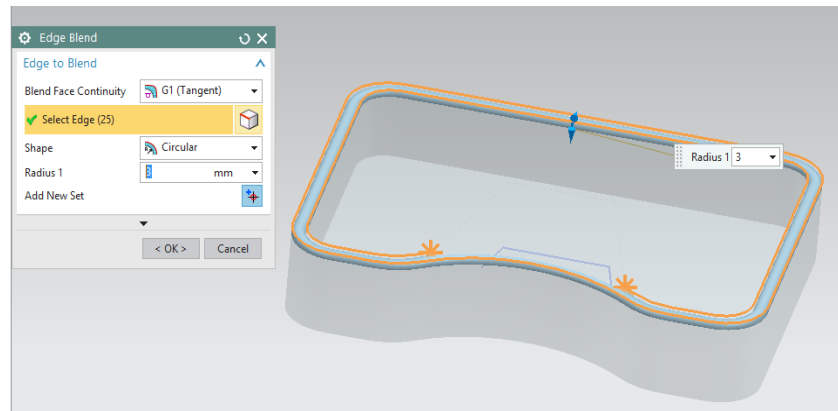 Edge Blend
Edge to Blend
Blend Face Continuity G1 (Tangent)
Select Edge (25)
Shape Circular
Radius 1 3 mm
Add New Set
< OK > Cancel
Radius 1 3